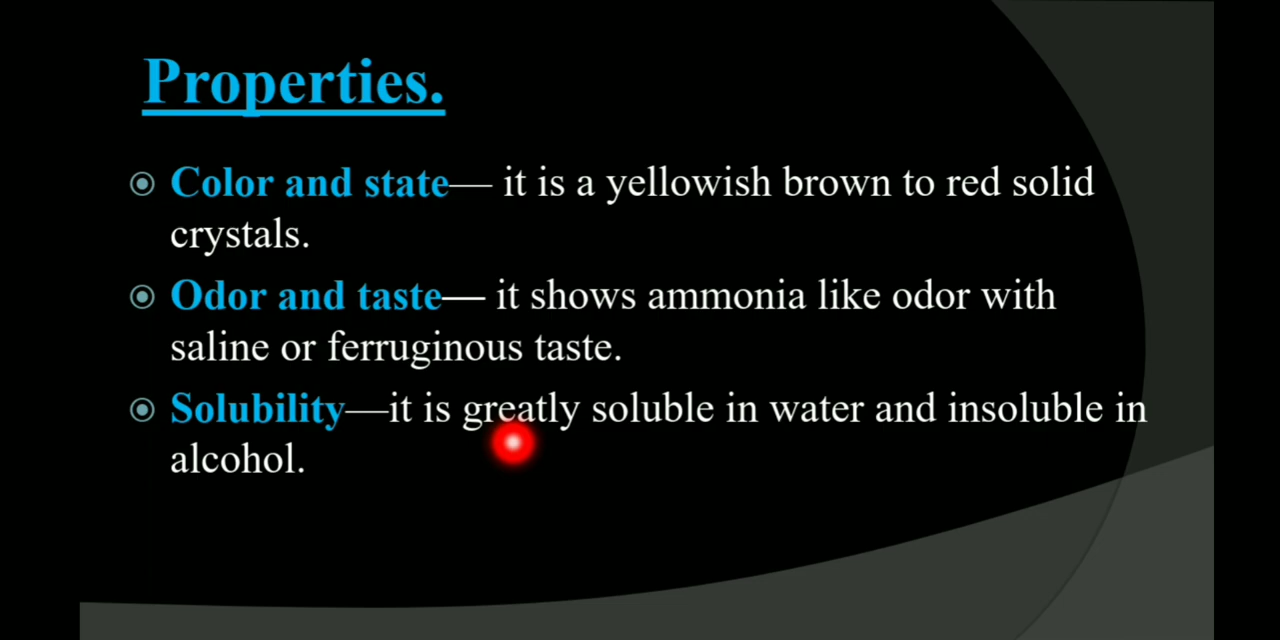 Properties.
Color and state— it is a yellowish brown to red solid
crystals.
Odor and taste— it shows ammonia like odor with
saline or ferruginous taste.
Solubility—it is greatly soluble in water and insoluble in
alcohol.